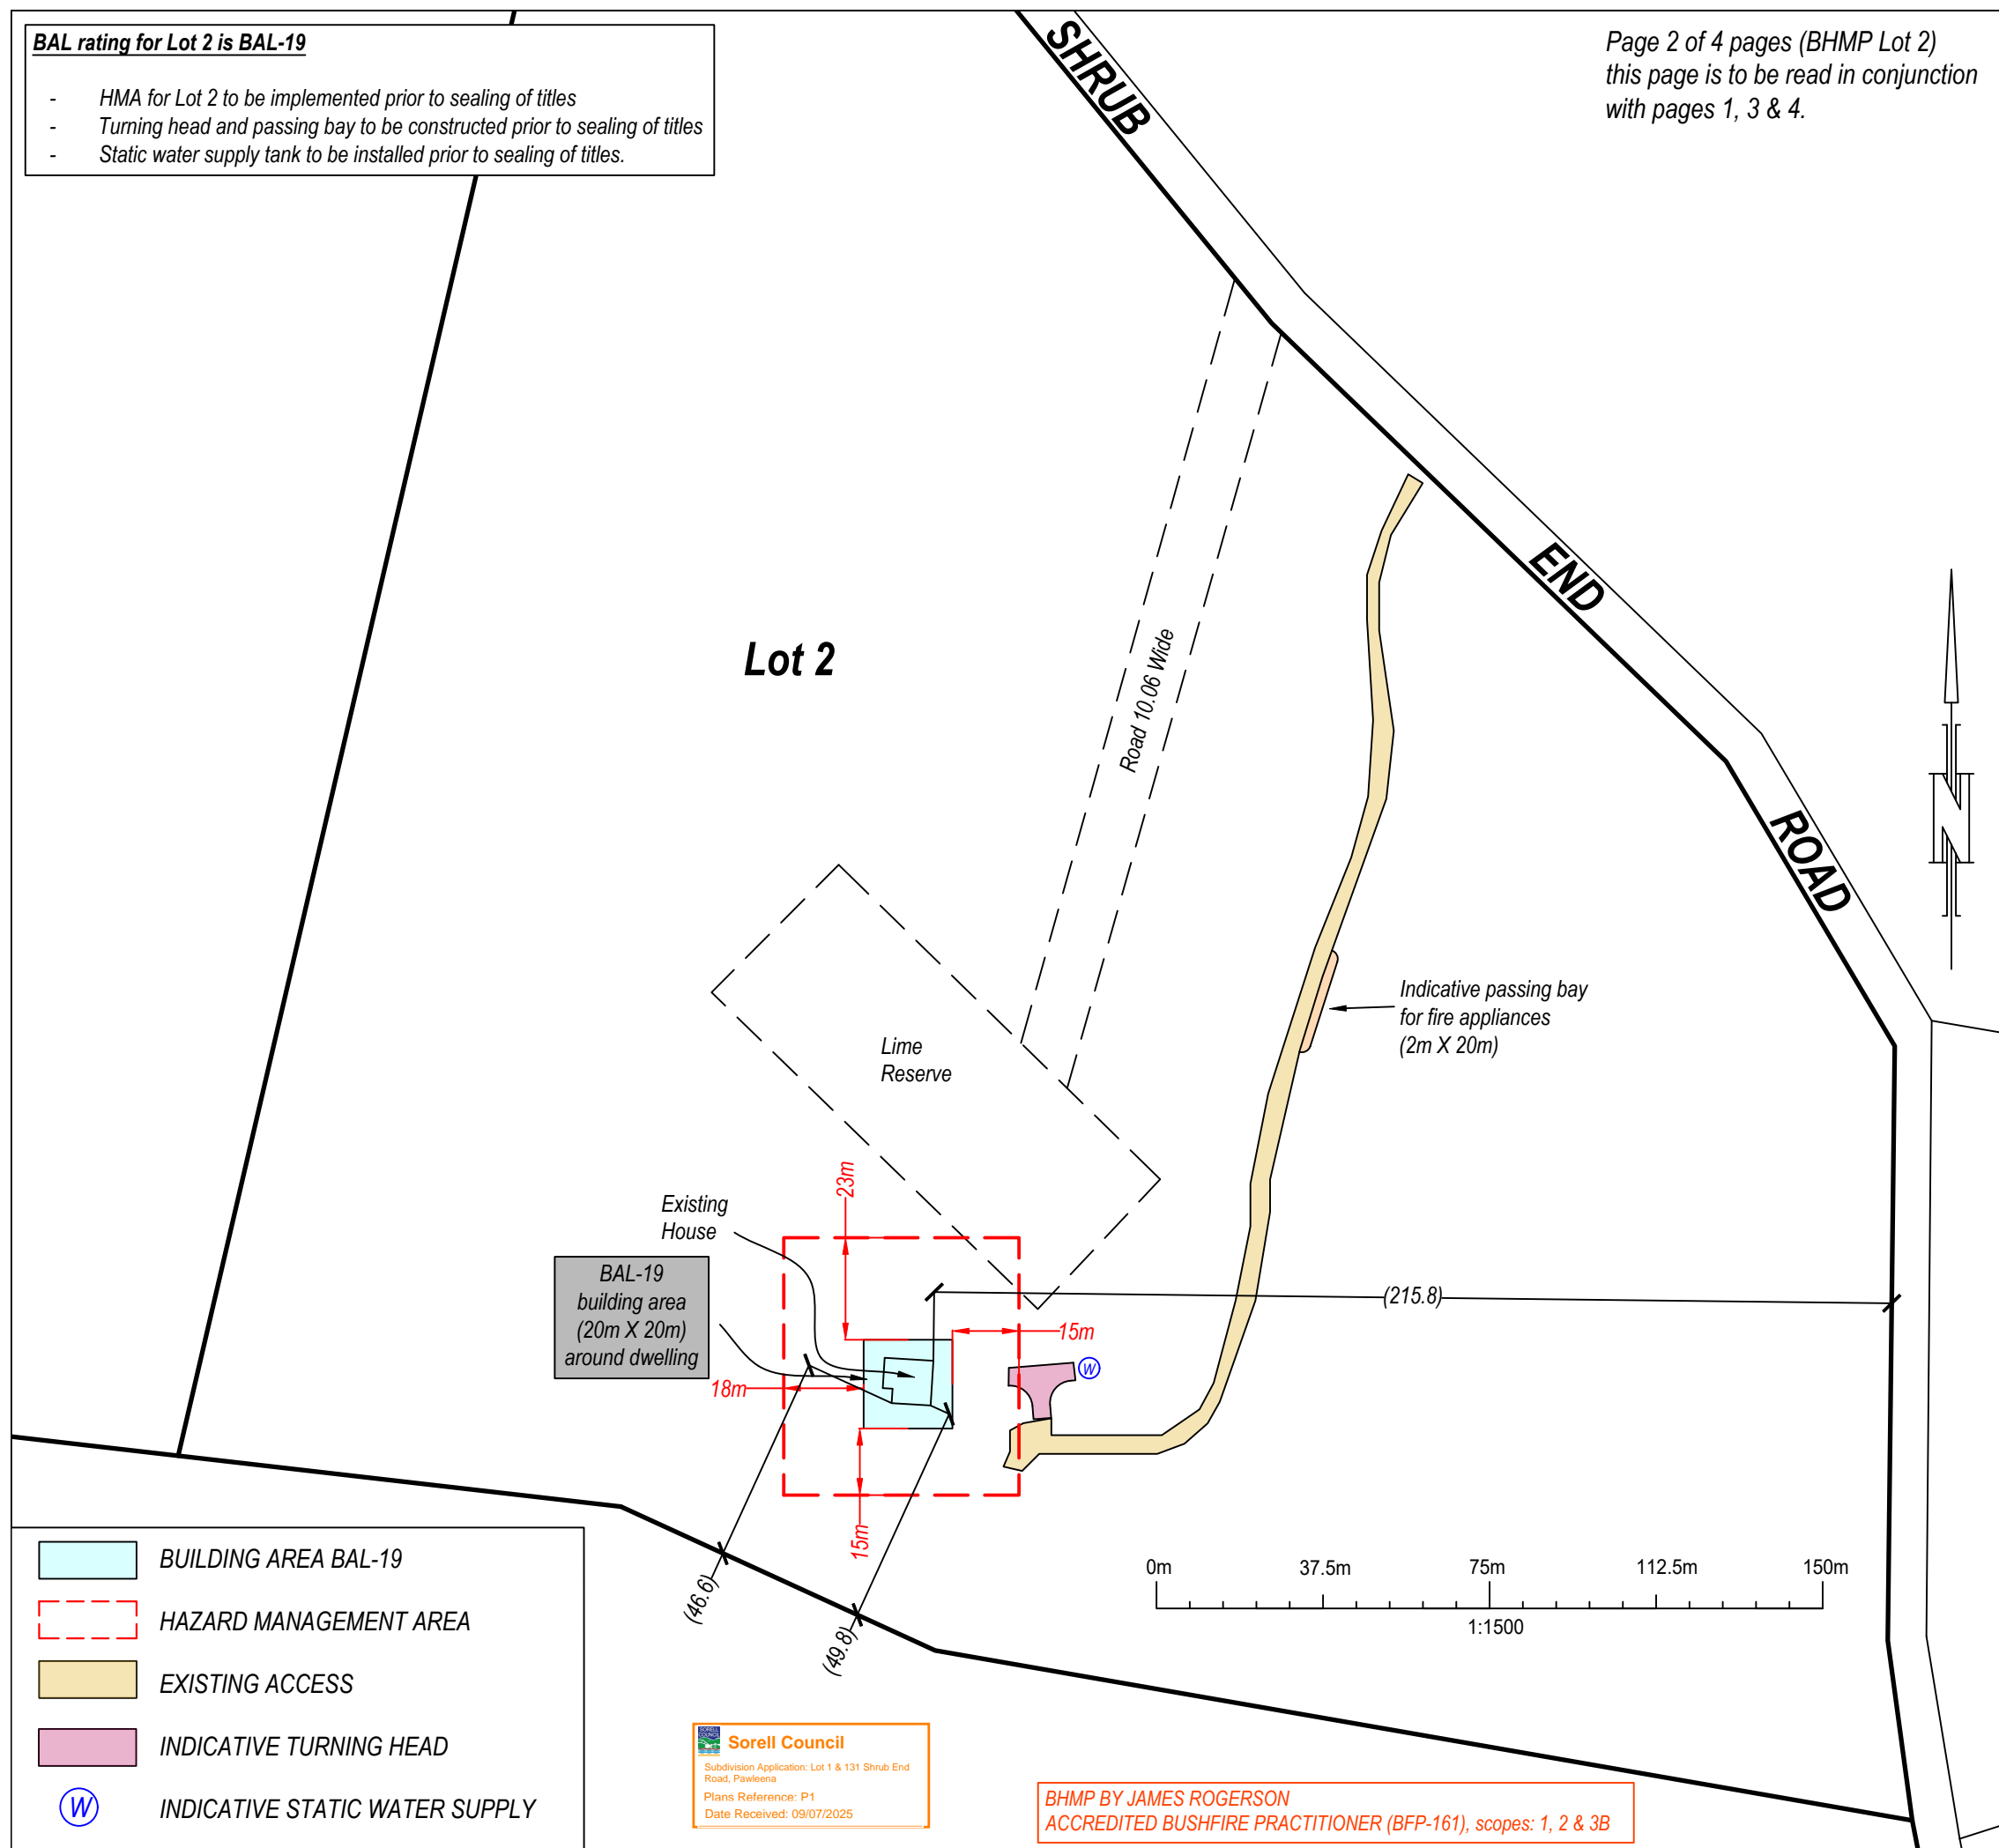 BAL rating for Lot 2 is BAL-19
- HMA for Lot 2 to be implemented prior to sealing of titles
- Turning head and passing bay to be constructed prior to sealing of titles
- Static water supply tank to be installed prior to sealing of titles.
Page 2 of 4 pages (BHMP Lot 2)
this page is to be read in conjunction
with pages 1, 3 & 4.
SHRUB
END
ROAD
Lot 2
Road 10.06 Wide
N
Indicative passing bay
for fire appliances
(2m X 20m)
Lime
Reserve
23m
Existing
House
BAL-19
building area
(20m X 20m)
around dwelling
(215.8)
15m
W
18m
15m
(46.6)
(49.8)
0m 37.5m 75m 112.5m 150m
1:1500
BUILDING AREA BAL-19
HAZARD MANAGEMENT AREA
EXISTING ACCESS
INDICATIVE TURNING HEAD
W INDICATIVE STATIC WATER SUPPLY
SORELL
COUNCIL
Sorell Council
Subdivision Application: Lot 1 & 131 Shrub End
Road, Pawleena
Plans Reference: P1
Date Received: 09/07/2025
BHMP BY JAMES ROGERSON
ACCREDITED BUSHFIRE PRACTITIONER (BFP-161), scopes: 1, 2 & 3B